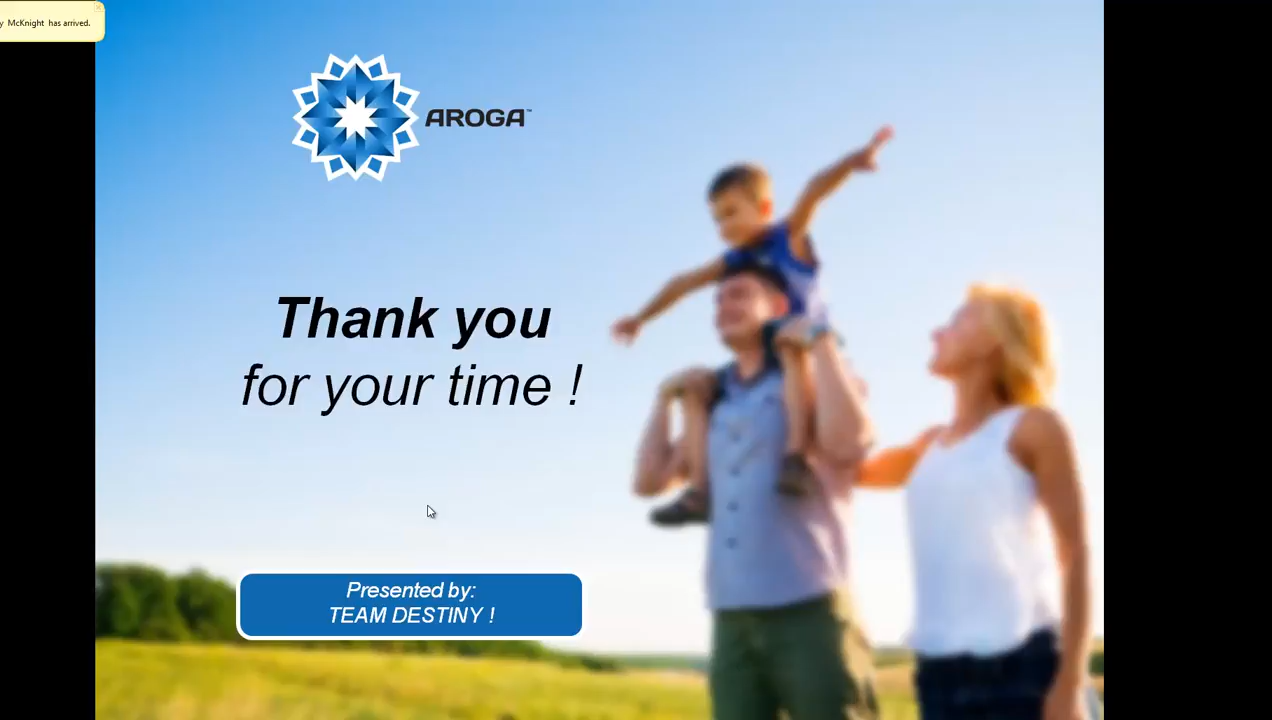 McKnight has arrived.
AROGA™
Thank you
for your time !
Presented by:
TEAM DESTINY !